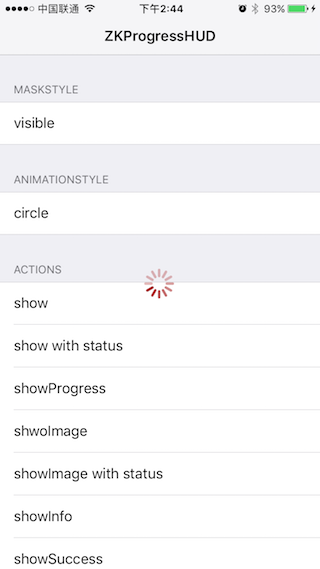 中国联通 下午2:44 93%
ZKProgressHUD
MASKSTYLE
visible
ANIMATIONSTYLE
circle
ACTIONS
show
show with status
showProgress
shwoImage
showImage with status
showInfo
showSuccess